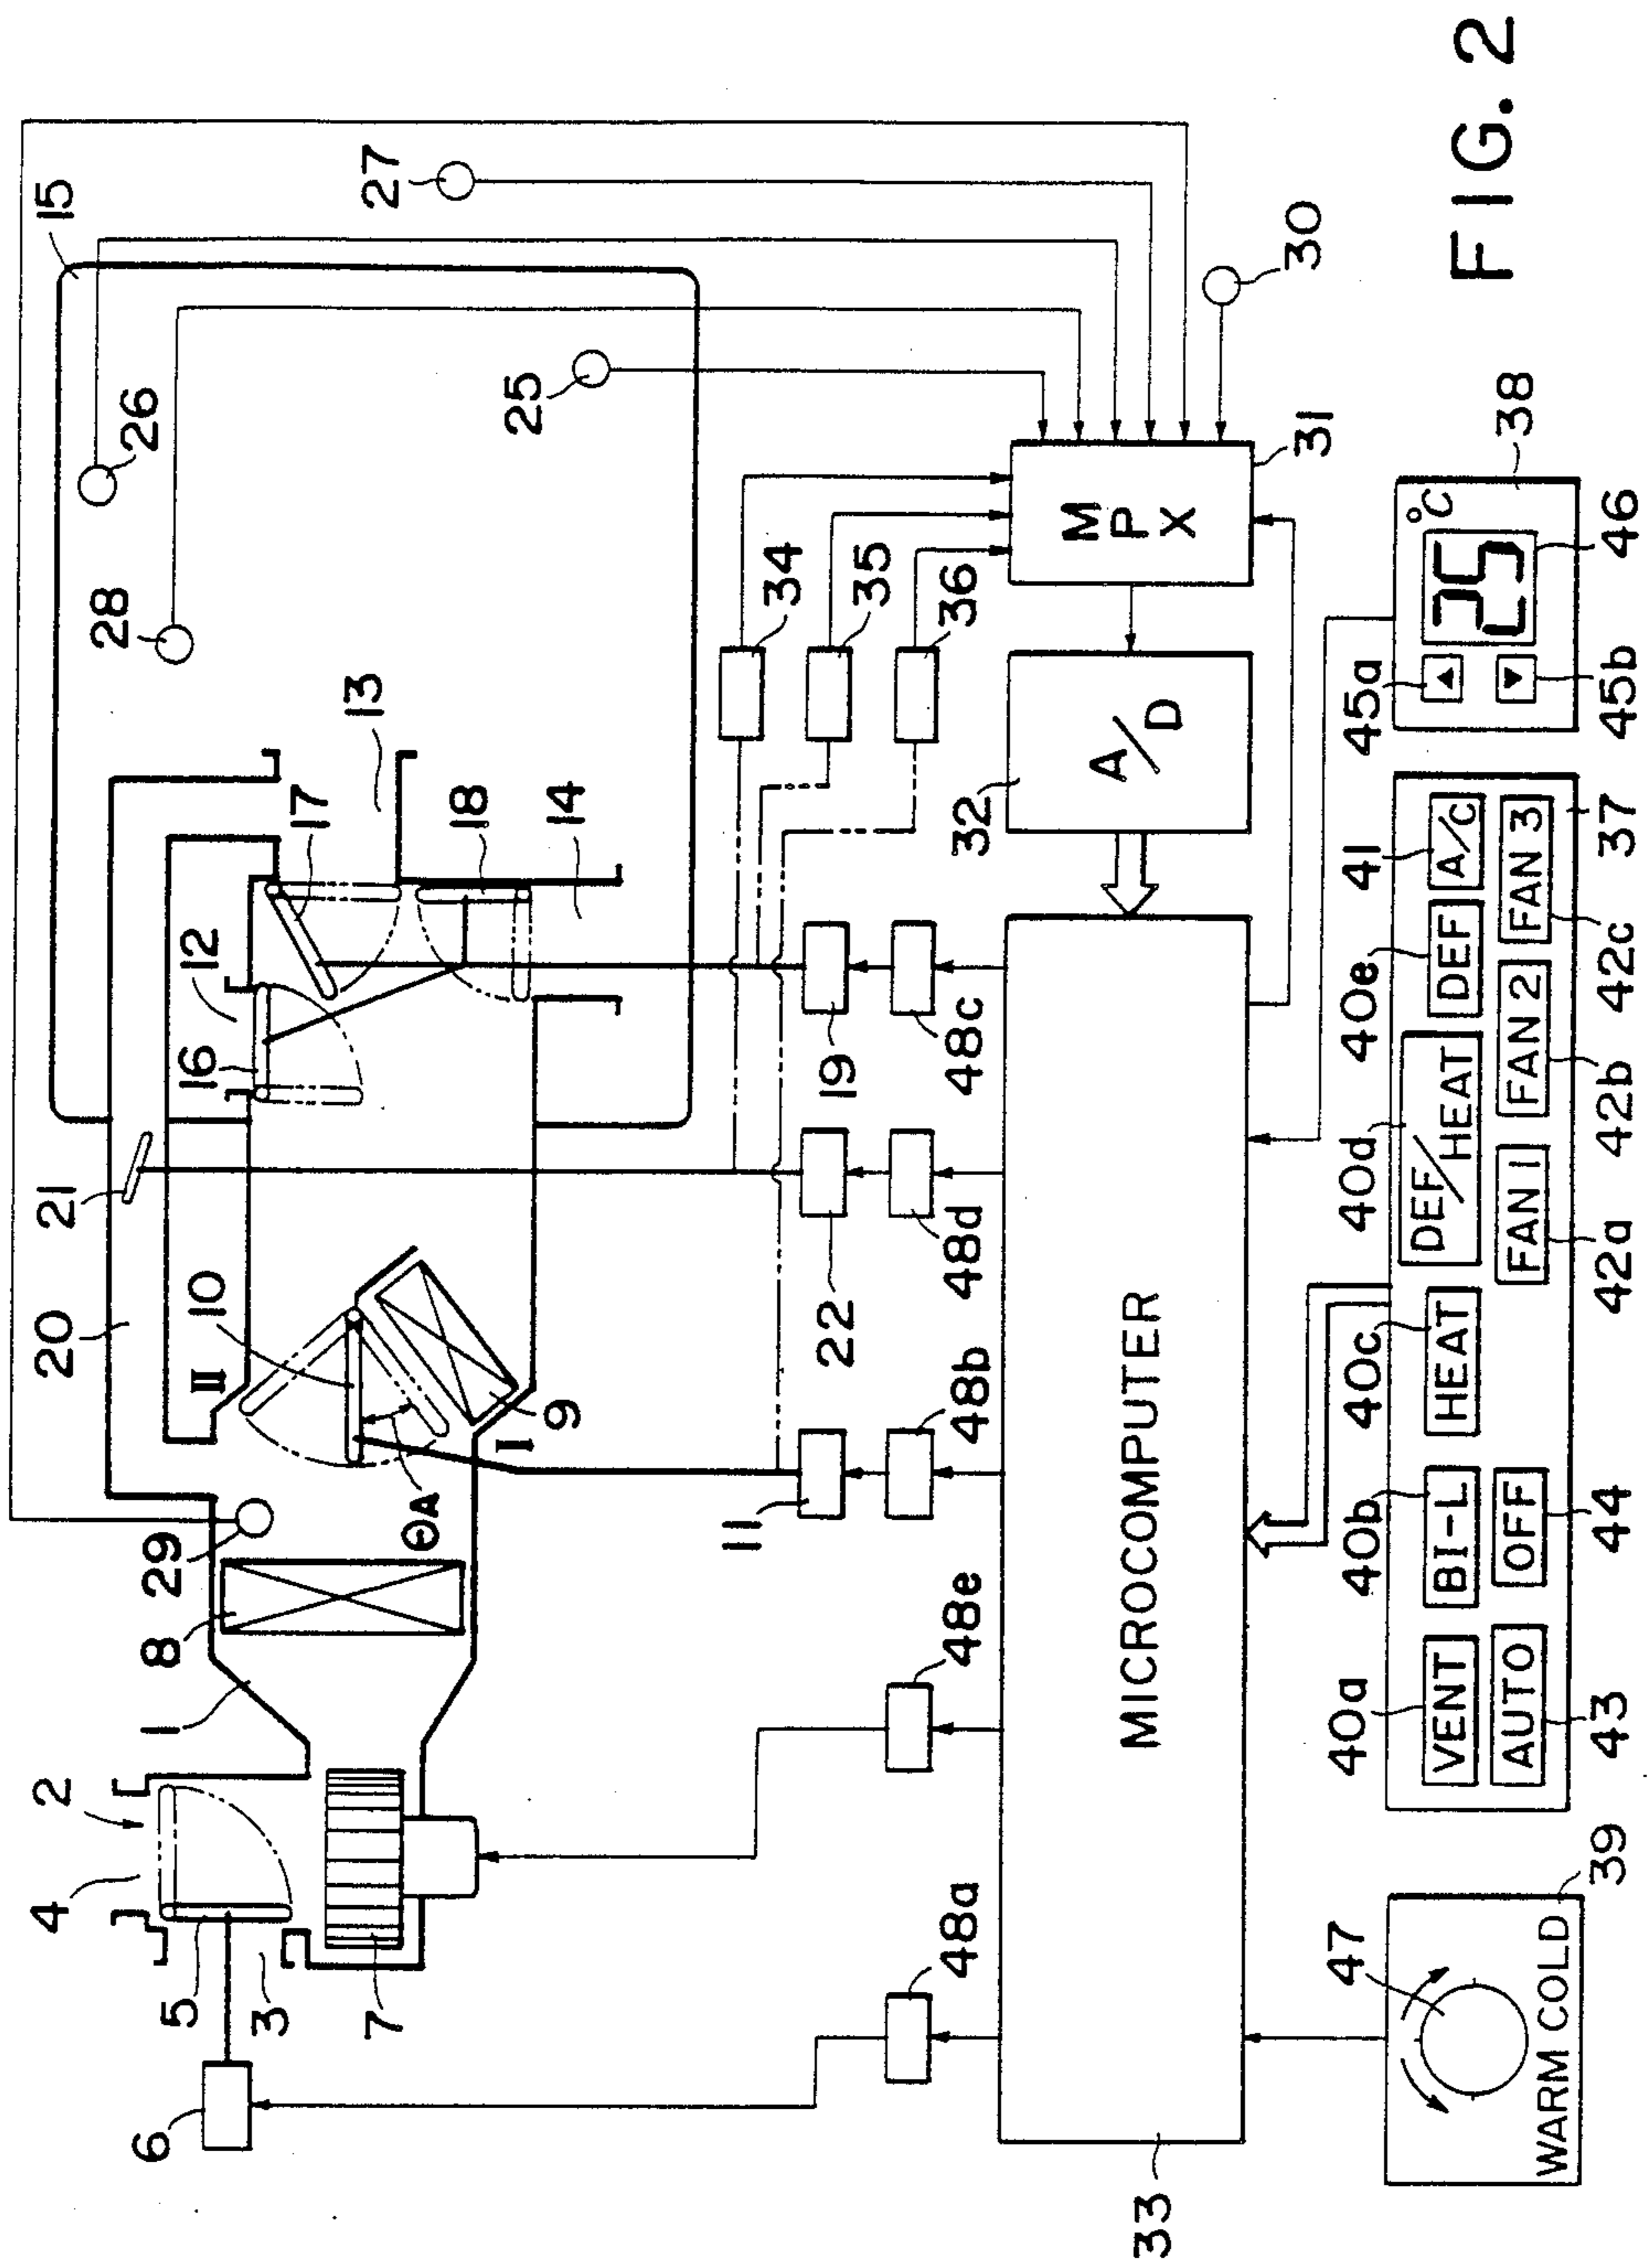 15
26
27
28
25
30
20
21
12
13
16
17
18
14
II
10
29
8
1
2
4
5
3
6
7
ΘA
I
9
11
22
19
34
35
36
48a
48e
48b
48d
48c
MPX
31
A/D
32
MICROCOMPUTER
33
47
WARM COLD
39
40a
40b
40c
40d
40e
41
VENT
BI-L
HEAT
DEF/HEAT
DEF
A/C
AUTO
OFF
FAN 1
FAN 2
FAN 3
43
44
42a
42b
42c
37
45a
45b
25
°C
46
38
FIG. 2